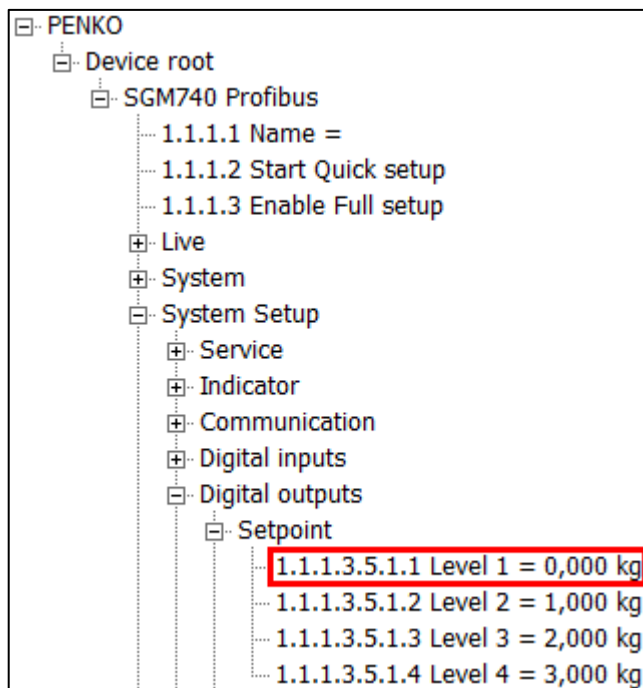 PENKO
Device root
SGM740 Profibus
1.1.1.1 Name =
1.1.1.2 Start Quick setup
1.1.1.3 Enable Full setup
Live
System
System Setup
Service
Indicator
Communication
Digital inputs
Digital outputs
Setpoint
1.1.1.3.5.1.1 Level 1 = 0,000 kg
1.1.1.3.5.1.2 Level 2 = 1,000 kg
1.1.1.3.5.1.3 Level 3 = 2,000 kg
1.1.1.3.5.1.4 Level 4 = 3,000 kg